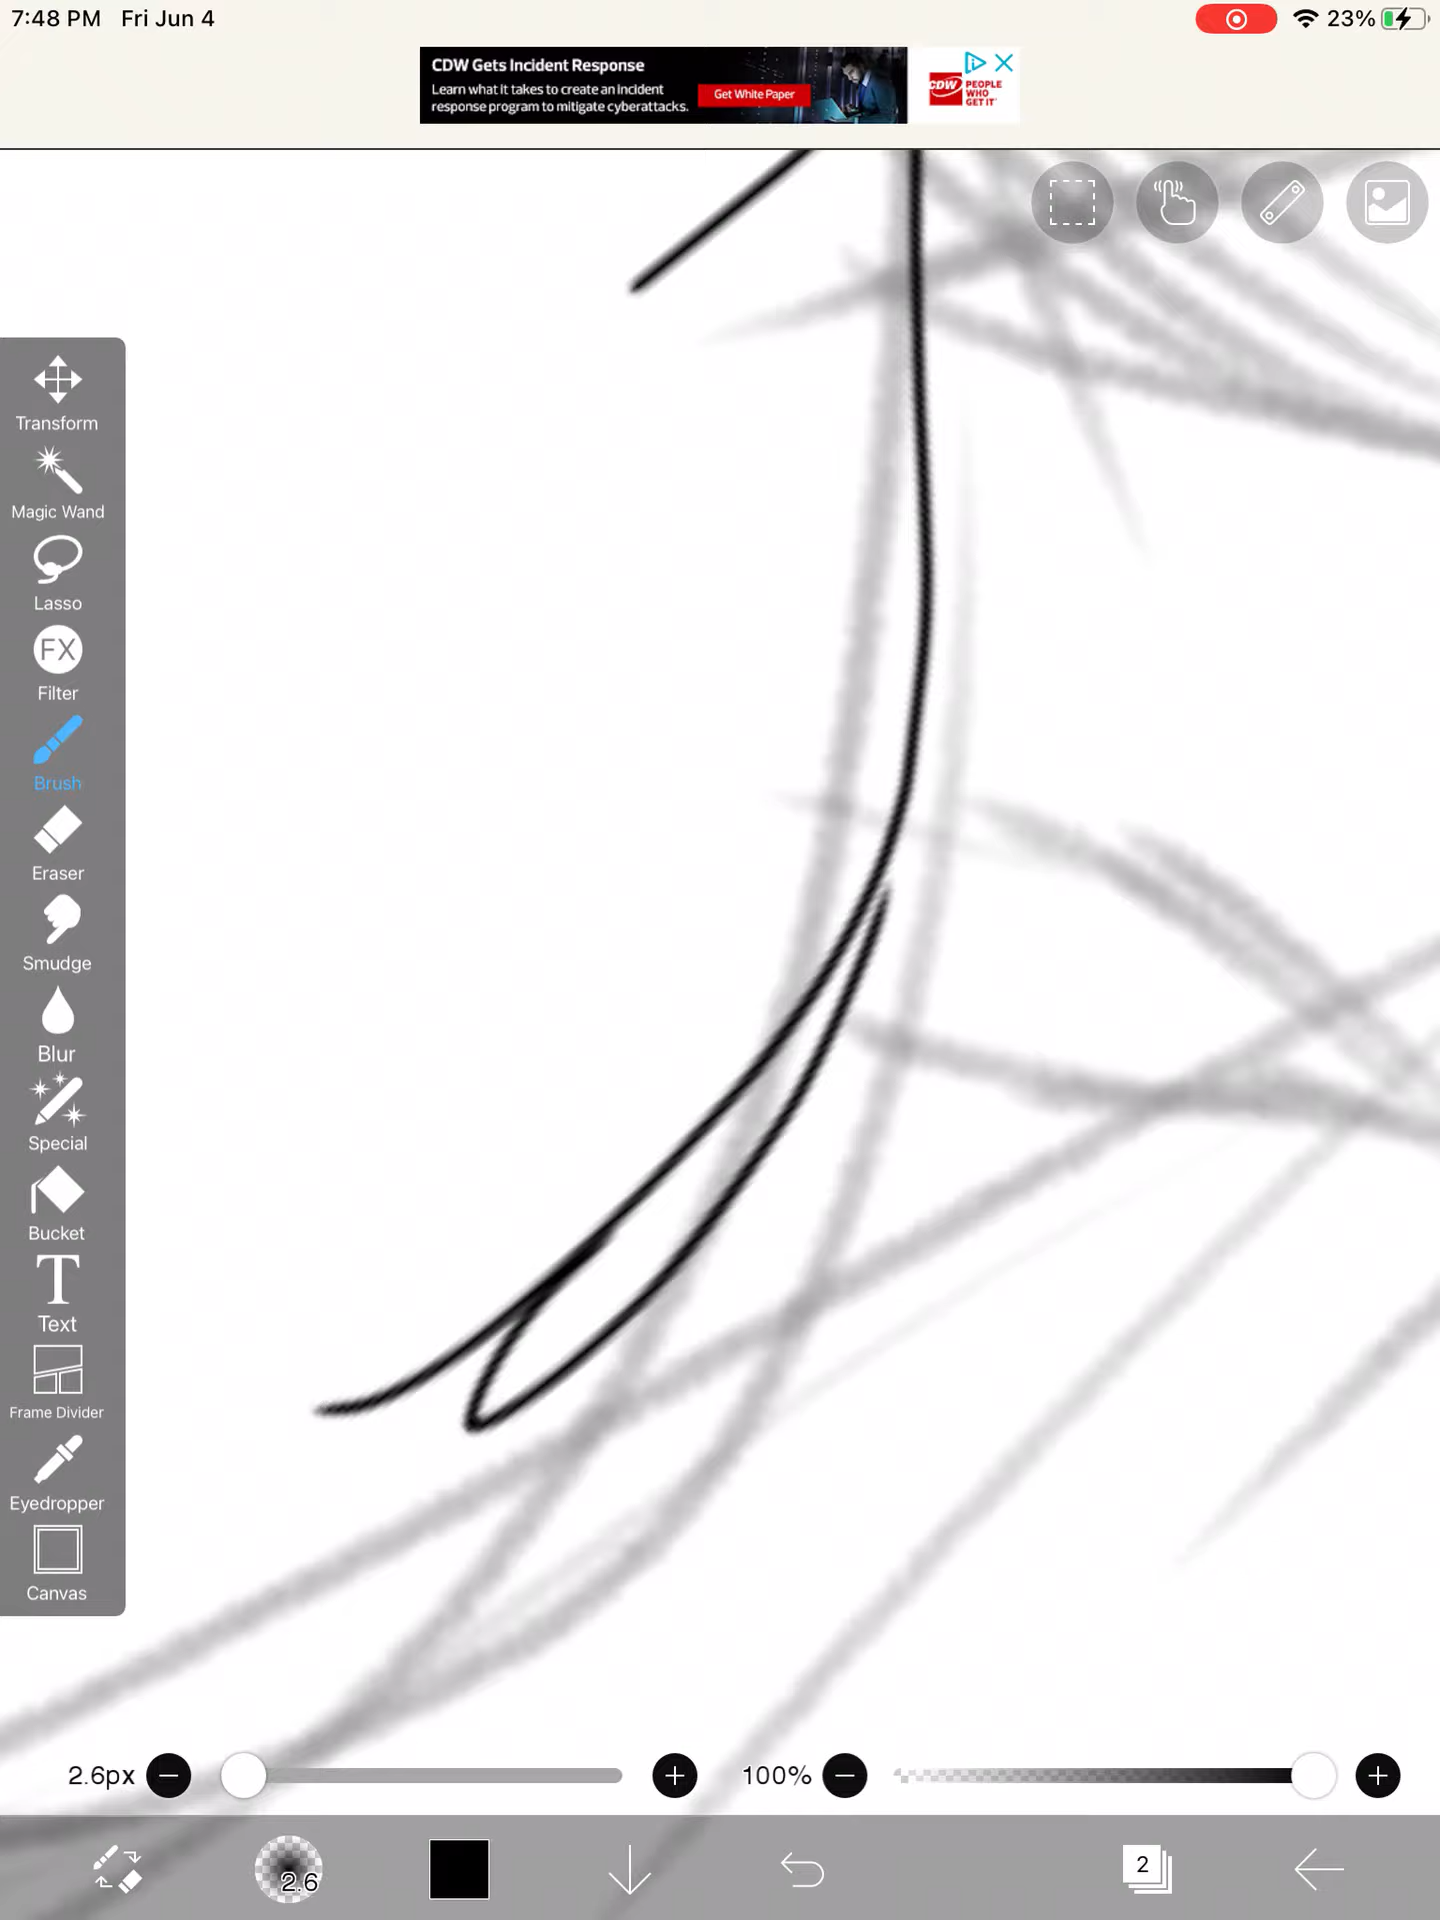 7:48 PM Fri Jun 4
23%
CDW Gets Incident Response
Learn what it takes to create an incident
response program to mitigate cyberattacks.
Get White Paper
CDW
PEOPLE
WHO
GET IT
Transform
Magic Wand
Lasso
FX
Filter
Brush
Eraser
Smudge
Blur
Special
Bucket
T
Text
Frame Divider
Eyedropper
Canvas
2.6px
100%
2.6
2